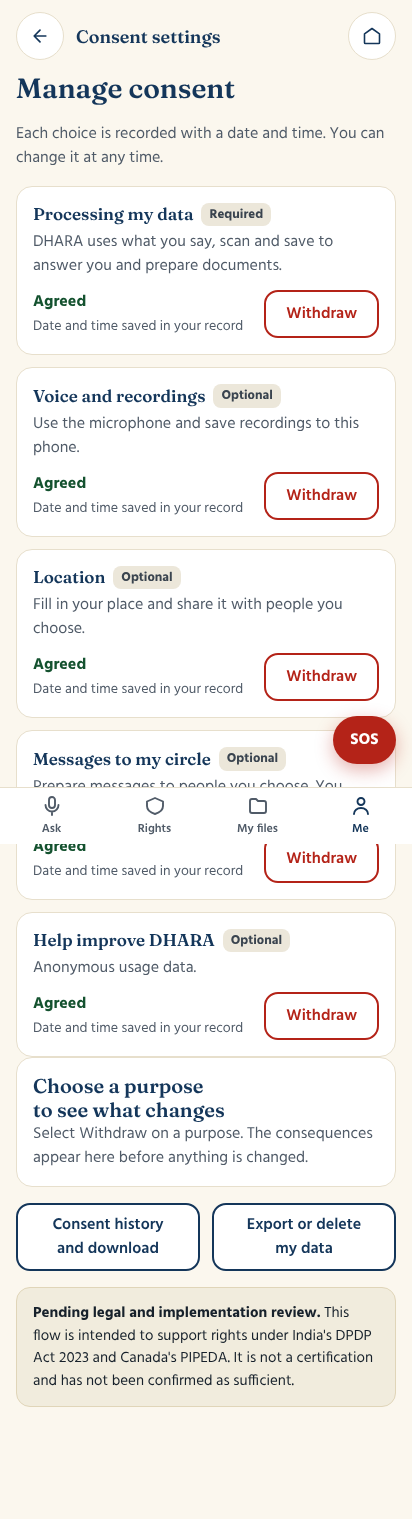 Consent settings
Manage consent
Each choice is recorded with a date and time. You can
change it at any time.
Processing my data Required
DHARA uses what you say, scan and save to
answer you and prepare documents.
Agreed
Date and time saved in your record
Withdraw
Voice and recordings Optional
Use the microphone and save recordings to this
phone.
Agreed
Date and time saved in your record
Withdraw
Location Optional
Fill in your place and share it with people you
choose.
Agreed
Date and time saved in your record
Withdraw
SOS
Messages to my circle Optional
Prepare messages to people you choose. You
Ask Rights My files Me
Agreed
Date and time saved in your record
Withdraw
Help improve DHARA Optional
Anonymous usage data.
Agreed
Date and time saved in your record
Withdraw
Choose a purpose
to see what changes
Select Withdraw on a purpose. The consequences
appear here before anything is changed.
Consent history
and download
Export or delete
my data
Pending legal and implementation review. This
flow is intended to support rights under India's DPDP
Act 2023 and Canada's PIPEDA. It is not a certification
and has not been confirmed as sufficient.